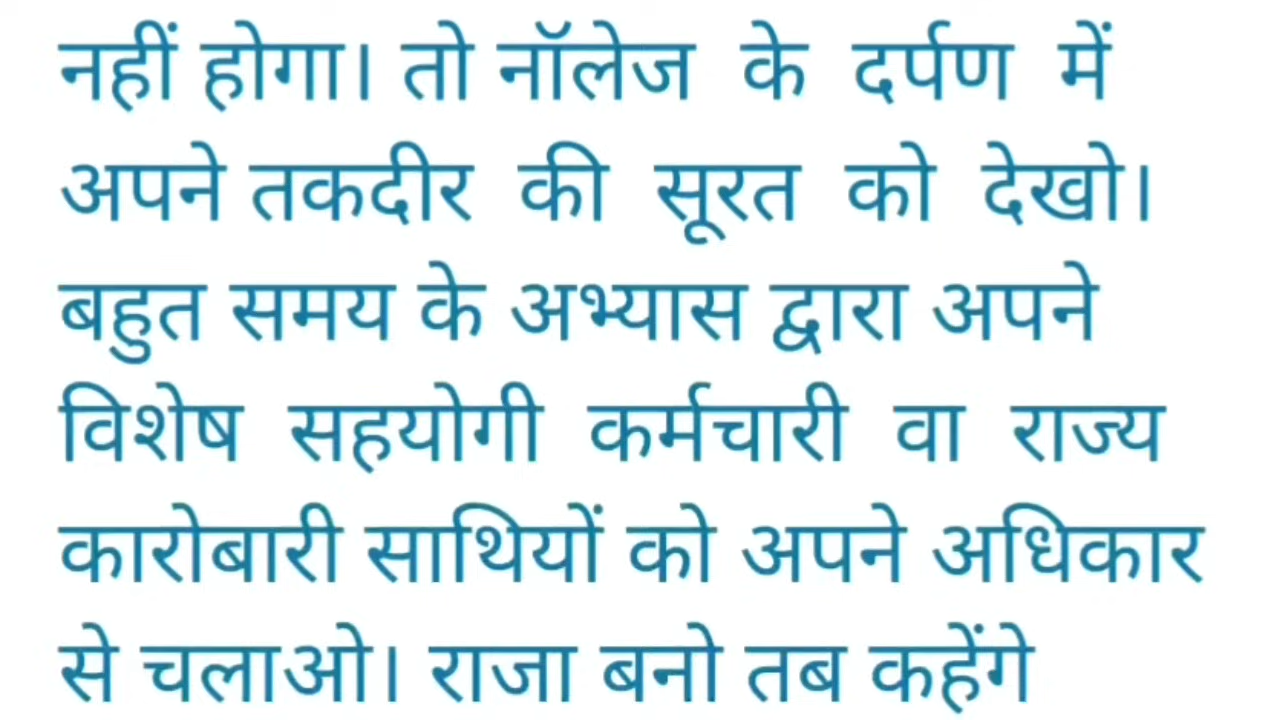 नहीं होगा। तो नॉलेज के दर्पण में
अपने तकदीर की सूरत को देखो।
बहुत समय के अभ्यास द्वारा अपने
विशेष सहयोगी कर्मचारी वा राज्य
कारोबारी साथियों को अपने अधिकार
से चलाओ। राजा बनो तब कहेंगे